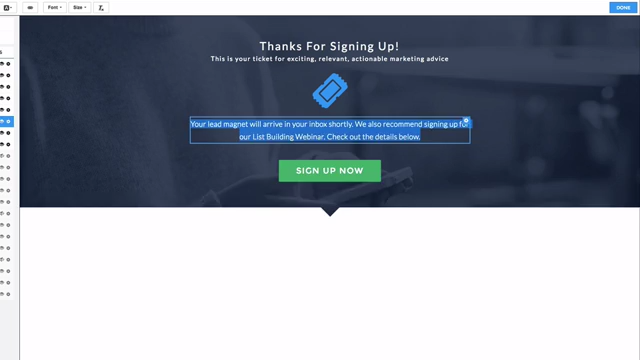 A
Font
Size
DONE
Thanks For Signing Up!
This is your ticket for exciting, relevant, actionable marketing advice
Your lead magnet will arrive in your inbox shortly. We also recommend signing up for
our List Building Webinar. Check out the details below.
SIGN UP NOW